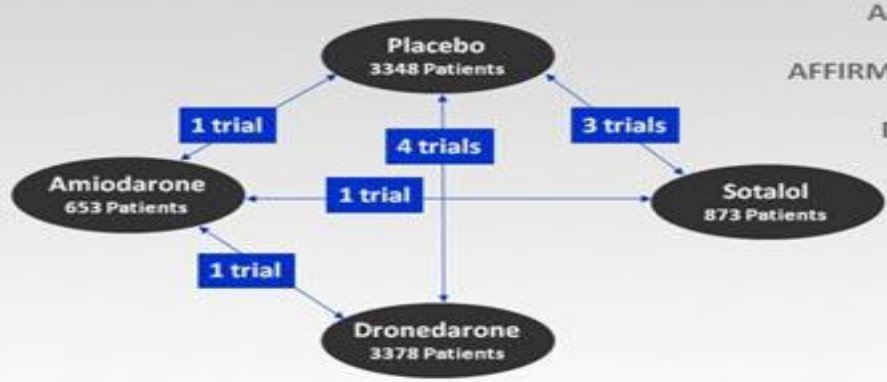 A
Placebo
3348 Patients
AFFIRM
1 trial
3 trials
4 trials
Amiodarone
653 Patients
1 trial
Sotalol
873 Patients
1 trial
Dronedarone
3378 Patients